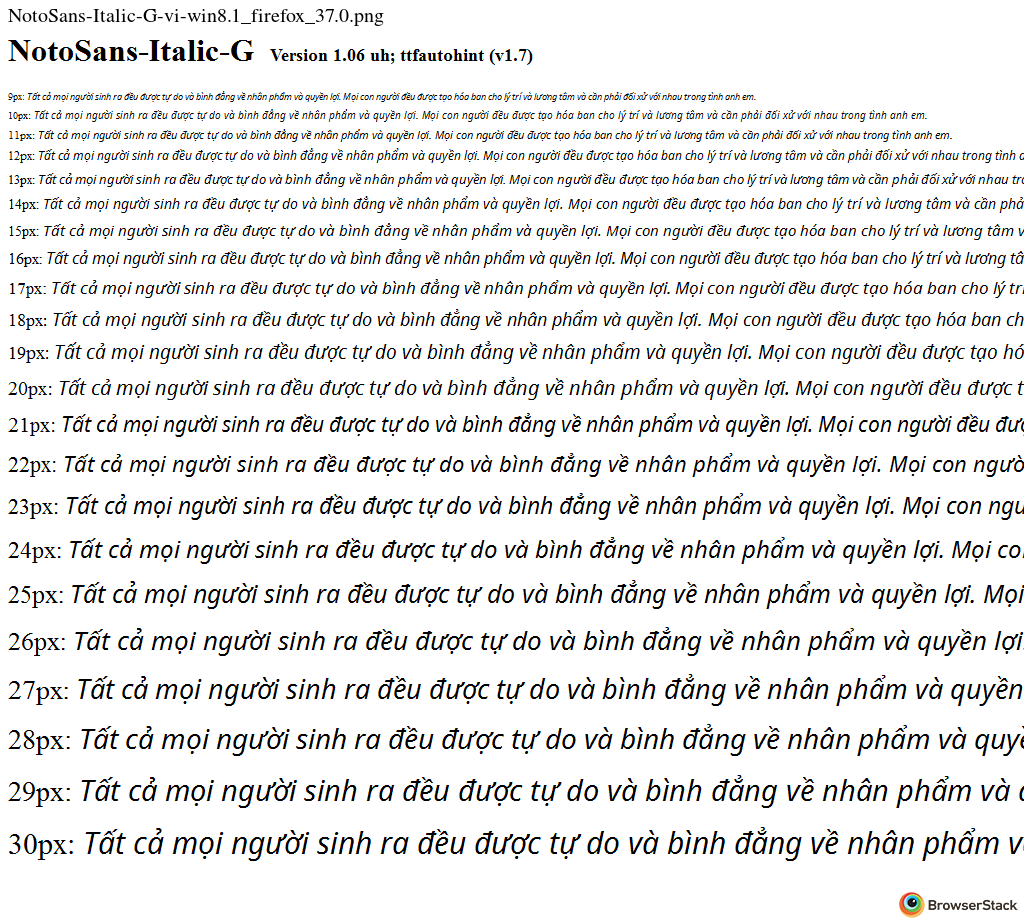 NotoSans-Italic-G-vi-win8.1_firefox_37.0.png
NotoSans-Italic-G Version 1.06 uh; ttfautohint (v1.7)
9px: Tất cả mọi người sinh ra đều được tự do và bình đẳng về nhân phẩm và quyền lợi. Mọi con người đều được tạo hóa ban cho lý trí và lương tâm và cần phải đối xử với nhau trong tình anh em.
10px: Tất cả mọi người sinh ra đều được tự do và bình đẳng về nhân phẩm và quyền lợi. Mọi con người đều được tạo hóa ban cho lý trí và lương tâm và cần phải đối xử với nhau trong tình anh em.
11px: Tất cả mọi người sinh ra đều được tự do và bình đẳng về nhân phẩm và quyền lợi. Mọi con người đều được tạo hóa ban cho lý trí và lương tâm và cần phải đối xử với nhau trong tình anh em.
12px: Tất cả mọi người sinh ra đều được tự do và bình đẳng về nhân phẩm và quyền lợi. Mọi con người đều được tạo hóa ban cho lý trí và lương tâm và cần phải đối xử với nhau trong tình
13px: Tất cả mọi người sinh ra đều được tự do và bình đẳng về nhân phẩm và quyền lợi. Mọi con người đều được tạo hóa ban cho lý trí và lương tâm và cần phải đối xử với nhau
14px: Tất cả mọi người sinh ra đều được tự do và bình đẳng về nhân phẩm và quyền lợi. Mọi con người đều được tạo hóa ban cho lý trí và lương tâm và cần
15px: Tất cả mọi người sinh ra đều được tự do và bình đẳng về nhân phẩm và quyền lợi. Mọi con người đều được tạo hóa ban cho lý trí và lương tâm
16px: Tất cả mọi người sinh ra đều được tự do và bình đẳng về nhân phẩm và quyền lợi. Mọi con người đều được tạo hóa ban cho lý trí và lương
17px: Tất cả mọi người sinh ra đều được tự do và bình đẳng về nhân phẩm và quyền lợi. Mọi con người đều được tạo hóa ban cho lý
18px: Tất cả mọi người sinh ra đều được tự do và bình đẳng về nhân phẩm và quyền lợi. Mọi con người đều được tạo hóa ban
19px: Tất cả mọi người sinh ra đều được tự do và bình đẳng về nhân phẩm và quyền lợi. Mọi con người đều được tạo hó
20px: Tất cả mọi người sinh ra đều được tự do và bình đẳng về nhân phẩm và quyền lợi. Mọi con người đều được
21px: Tất cả mọi người sinh ra đều được tự do và bình đẳng về nhân phẩm và quyền lợi. Mọi con người đều
22px: Tất cả mọi người sinh ra đều được tự do và bình đẳng về nhân phẩm và quyền lợi. Mọi con
23px: Tất cả mọi người sinh ra đều được tự do và bình đẳng về nhân phẩm và quyền lợi. Mọi con
24px: Tất cả mọi người sinh ra đều được tự do và bình đẳng về nhân phẩm và quyền lợi. Mọi
25px: Tất cả mọi người sinh ra đều được tự do và bình đẳng về nhân phẩm và quyền lợi. Mọi
26px: Tất cả mọi người sinh ra đều được tự do và bình đẳng về nhân phẩm và quyền lợi.
27px: Tất cả mọi người sinh ra đều được tự do và bình đẳng về nhân phẩm và quyền
28px: Tất cả mọi người sinh ra đều được tự do và bình đẳng về nhân phẩm và
29px: Tất cả mọi người sinh ra đều được tự do và bình đẳng về nhân phẩm và
30px: Tất cả mọi người sinh ra đều được tự do và bình đẳng về nhân phẩm
BrowserStack